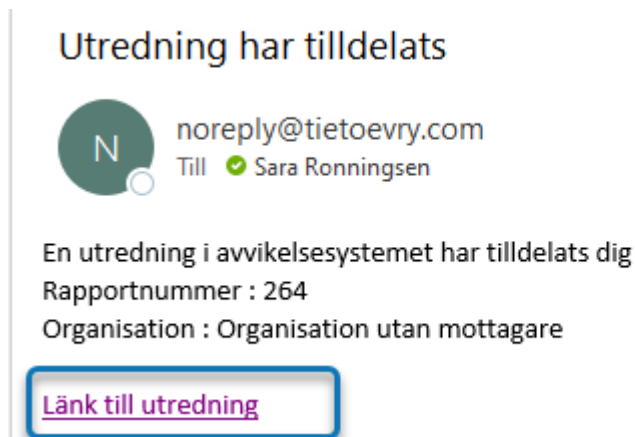 Utredning har tilldelats
N
noreply@tietoevry.com
Till Sara Ronningsen
En utredning i avvikelsesystemet har tilldelats dig
Rapportnummer : 264
Organisation : Organisation utan mottagare
Länk till utredning